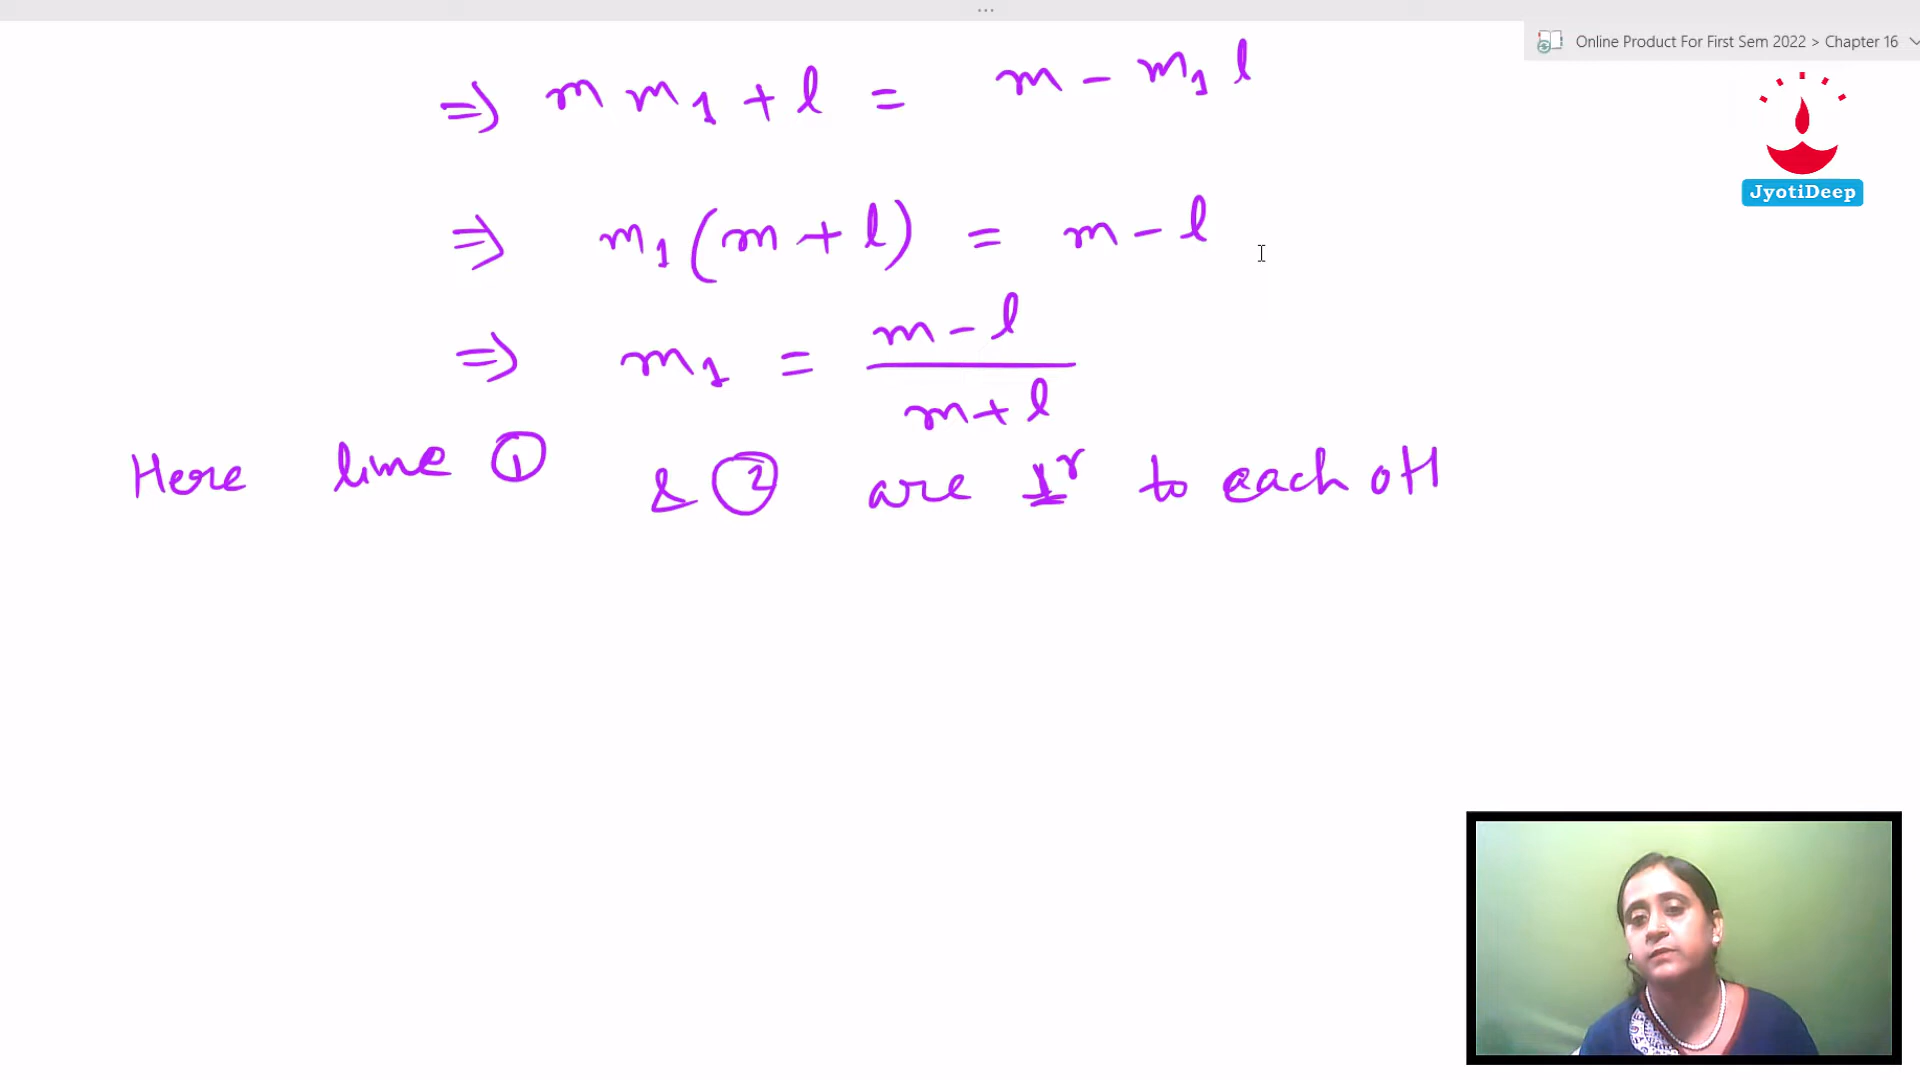 ...
Online Product For First Sem 2022 > Chapter 16
⇒ m m₁ + l = m - m₁ l
JyotiDeep
⇒ m₁ (m + l) = m - l
⇒ m₁ = (m - l) / (m + l)
Here line ① & ② are ⊥ʳ to each oth